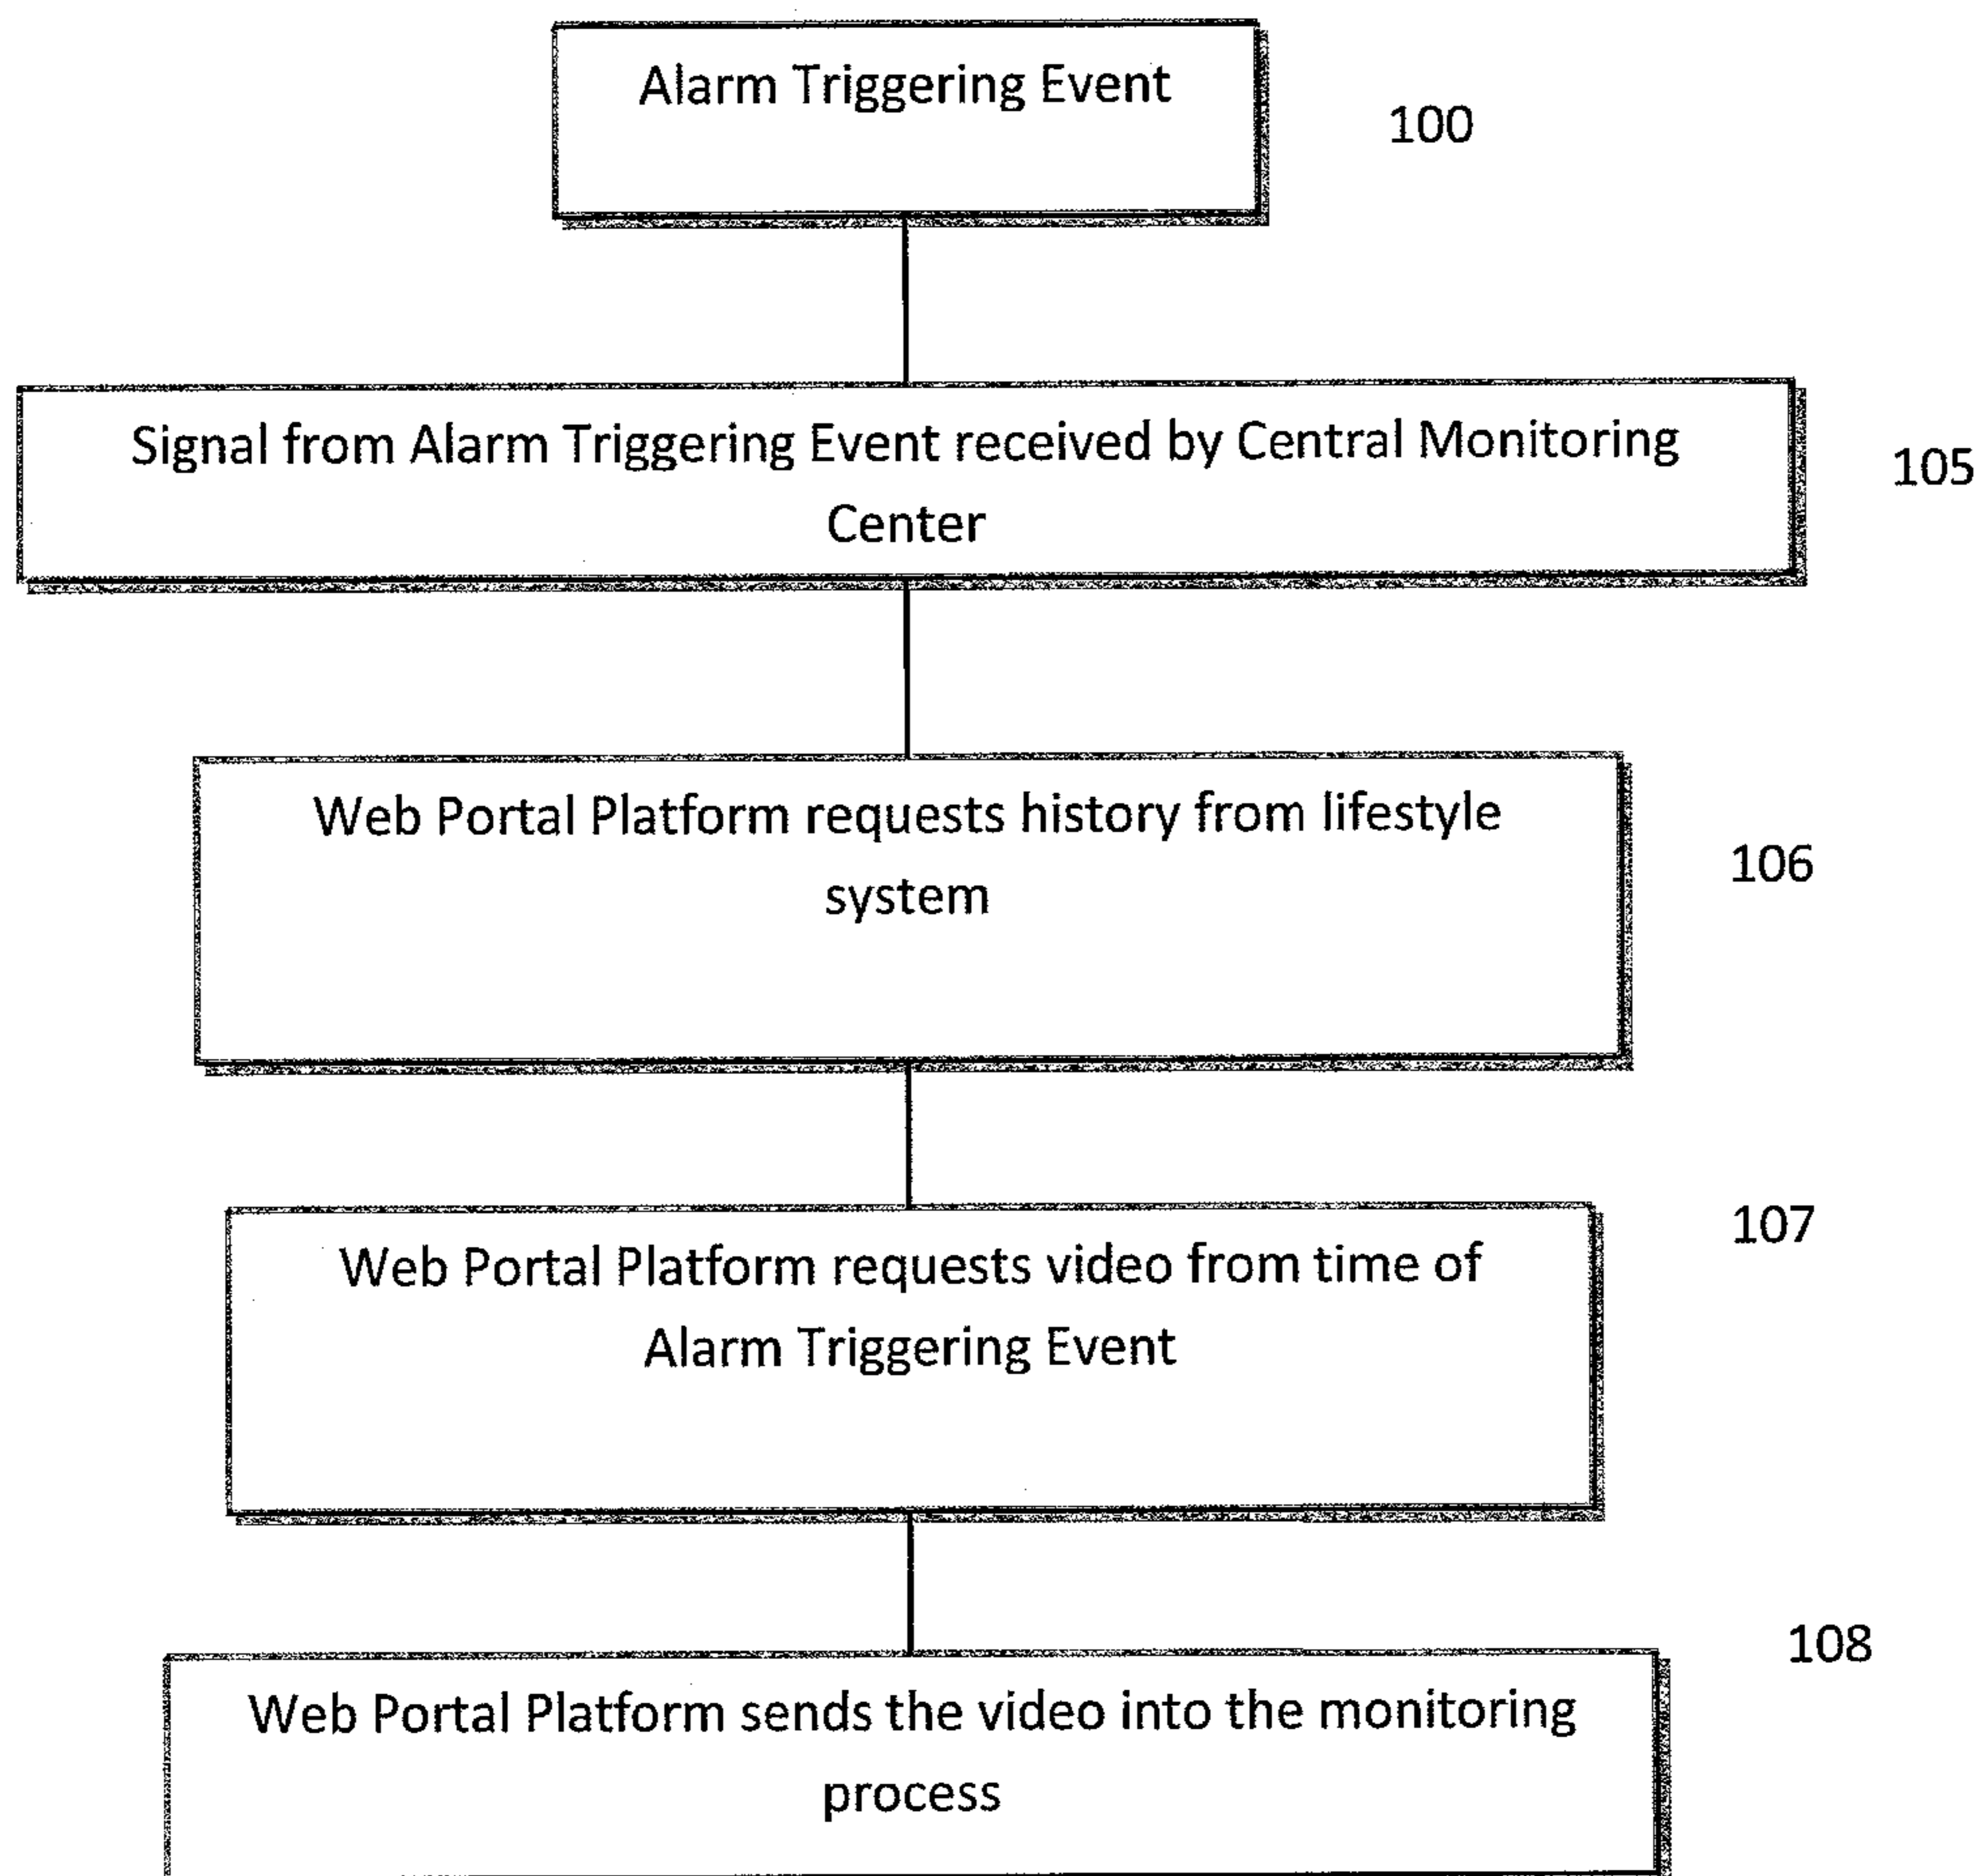 Alarm Triggering Event
100
Signal from Alarm Triggering Event received by Central Monitoring
Center
105
Web Portal Platform requests history from lifestyle
system
106
107
Web Portal Platform requests video from time of
Alarm Triggering Event
108
Web Portal Platform sends the video into the monitoring
process